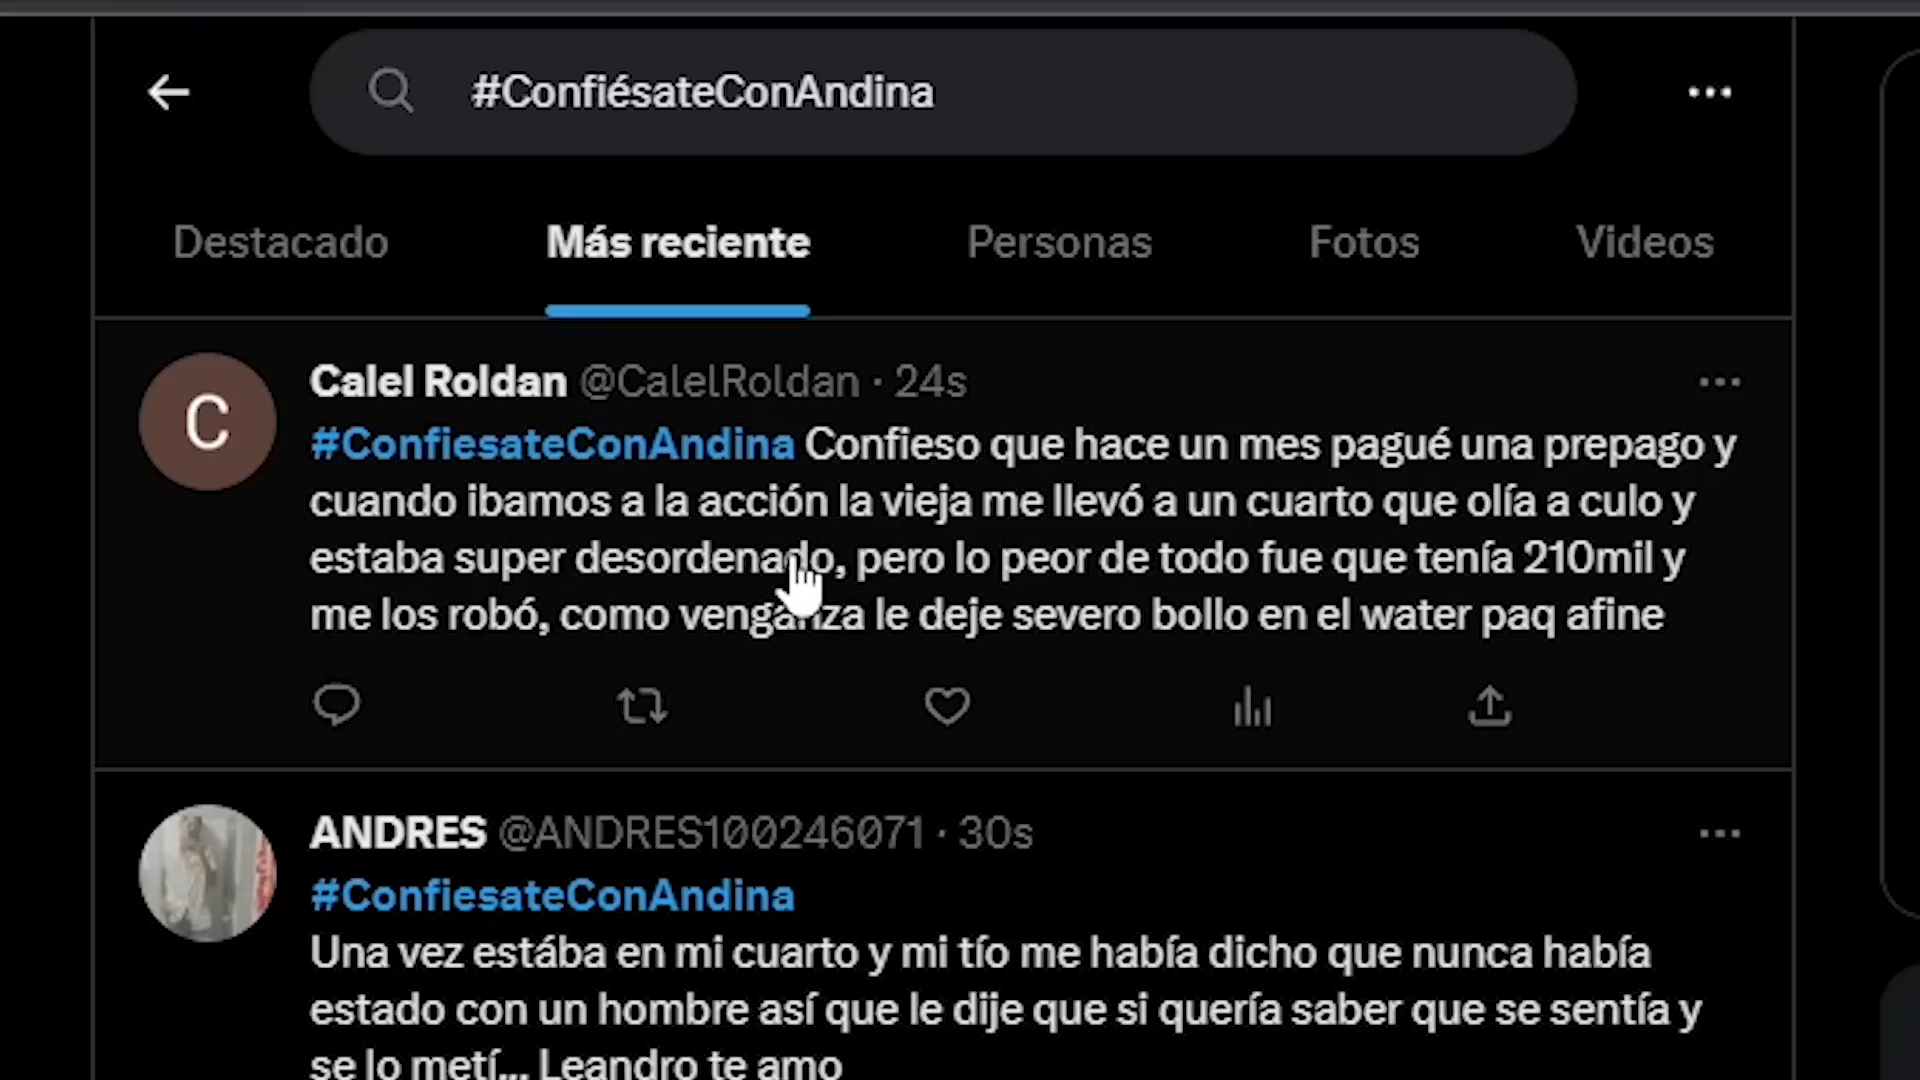 #ConfiésateConAndina
Destacado Más reciente Personas Fotos Videos
C
Calel Roldan @CalelRoldan · 24s
#ConfiesateConAndina Confieso que hace un mes pagué una prepago y
cuando ibamos a la acción la vieja me llevó a un cuarto que olía a culo y
estaba super desordenado, pero lo peor de todo fue que tenía 210mil y
me los robó, como venganza le deje severo bollo en el water paq afine
ANDRES @ANDRES100246071 · 30s
#ConfiesateConAndina
Una vez estába en mi cuarto y mi tío me había dicho que nunca había
estado con un hombre así que le dije que si quería saber que se sentía y
se lo metí... Leandro te amo